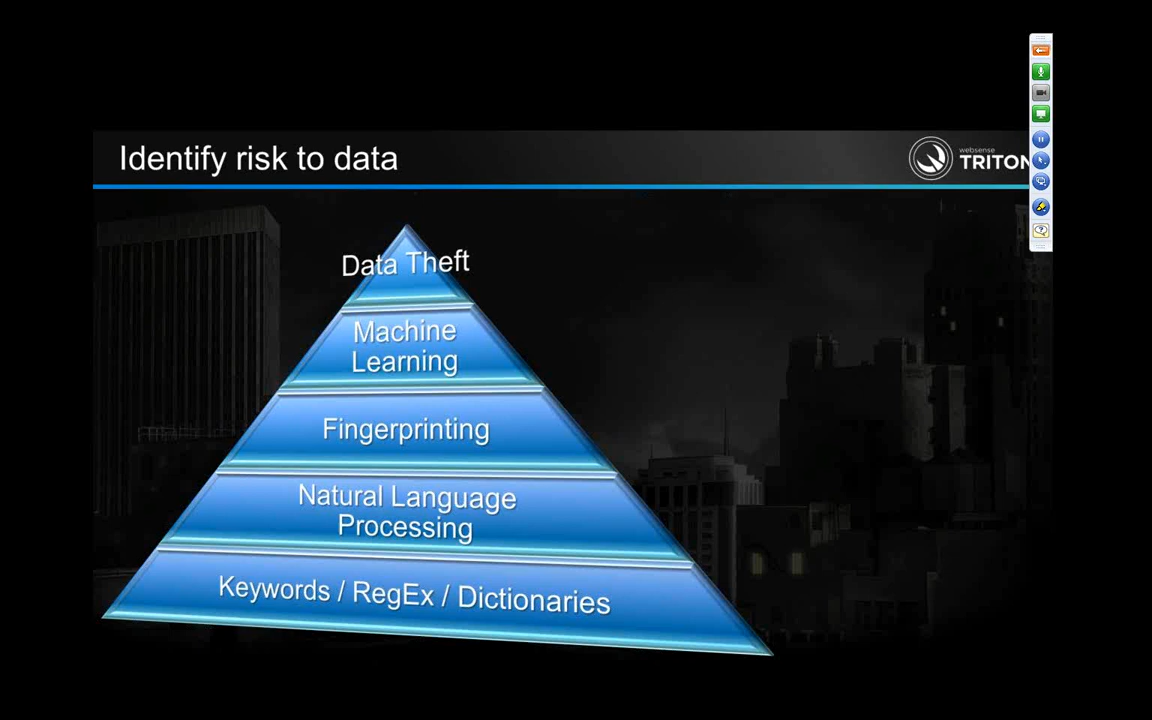 Identify risk to data
websense
TRITON
Data Theft
Machine
Learning
Fingerprinting
Natural Language
Processing
Keywords / RegEx / Dictionaries